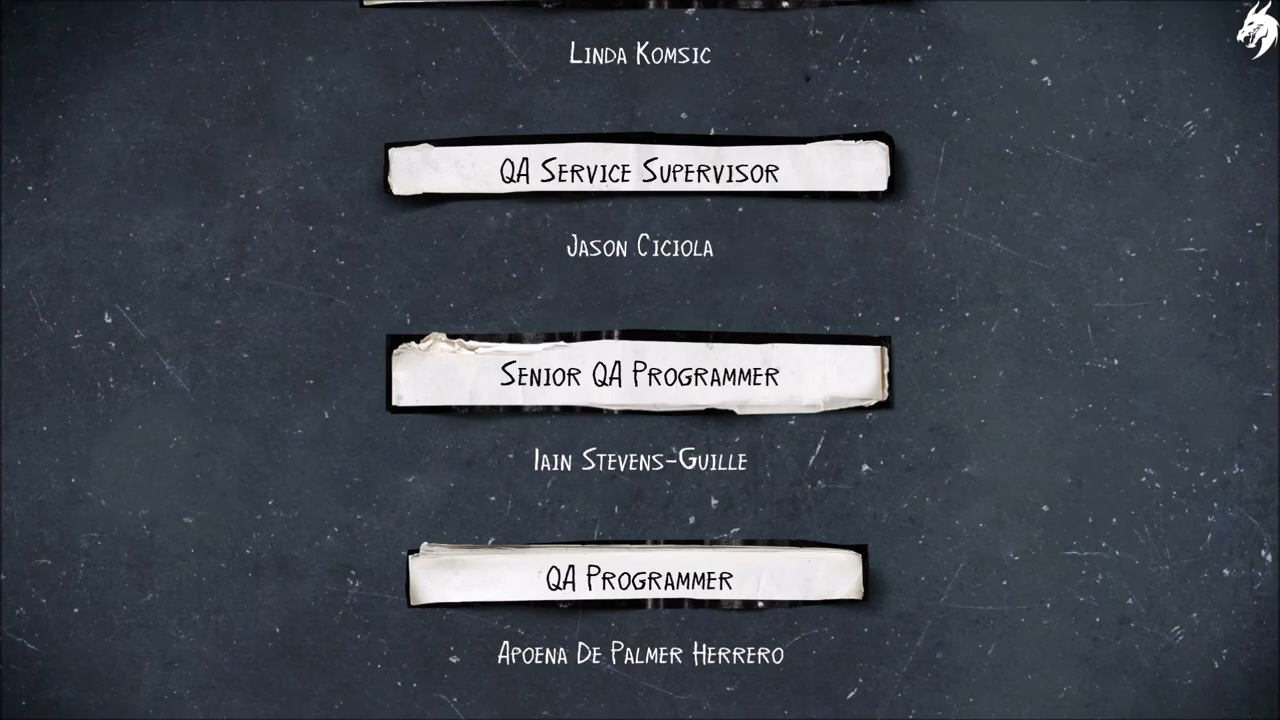 Linda Komsic
QA Service Supervisor
Jason Ciciola
Senior QA Programmer
Iain Stevens-Guille
QA Programmer
Apoena De Palmer Herrero